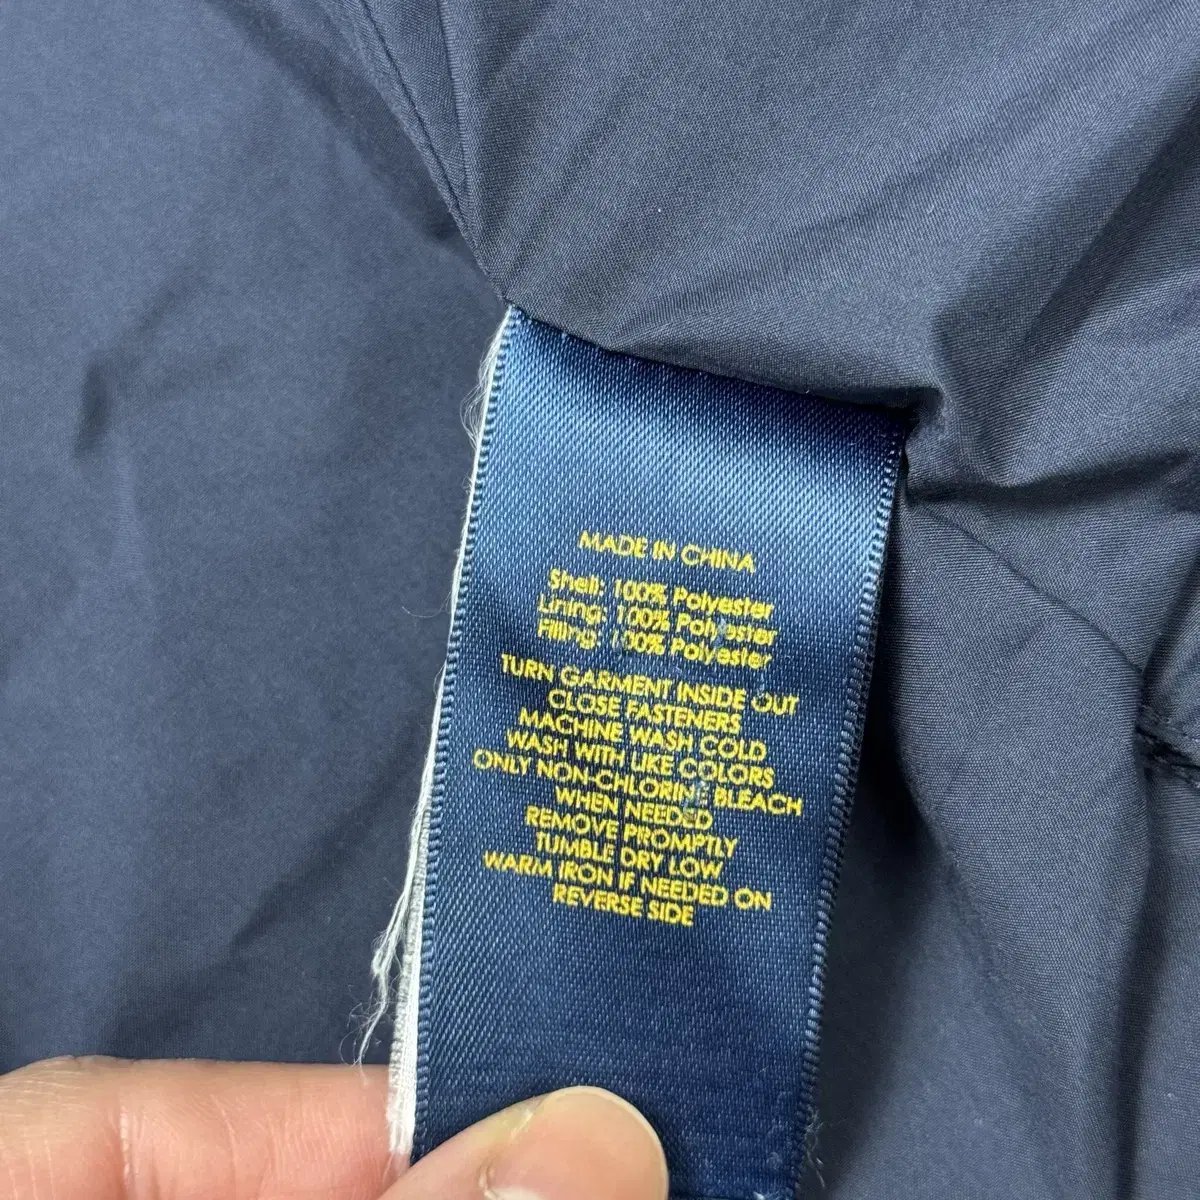 MADE IN CHINA
Shell: 100% Polyester
Lining: 100% Polyester
Filling: 100% Polyester
TURN GARMENT INSIDE OUT
CLOSE FASTENERS
MACHINE WASH COLD
WASH WITH LIKE COLORS
ONLY NON-CHLORINE BLEACH
WHEN NEEDED
REMOVE PROMPTLY
TUMBLE DRY LOW
WARM IRON IF NEEDED ON
REVERSE SIDE